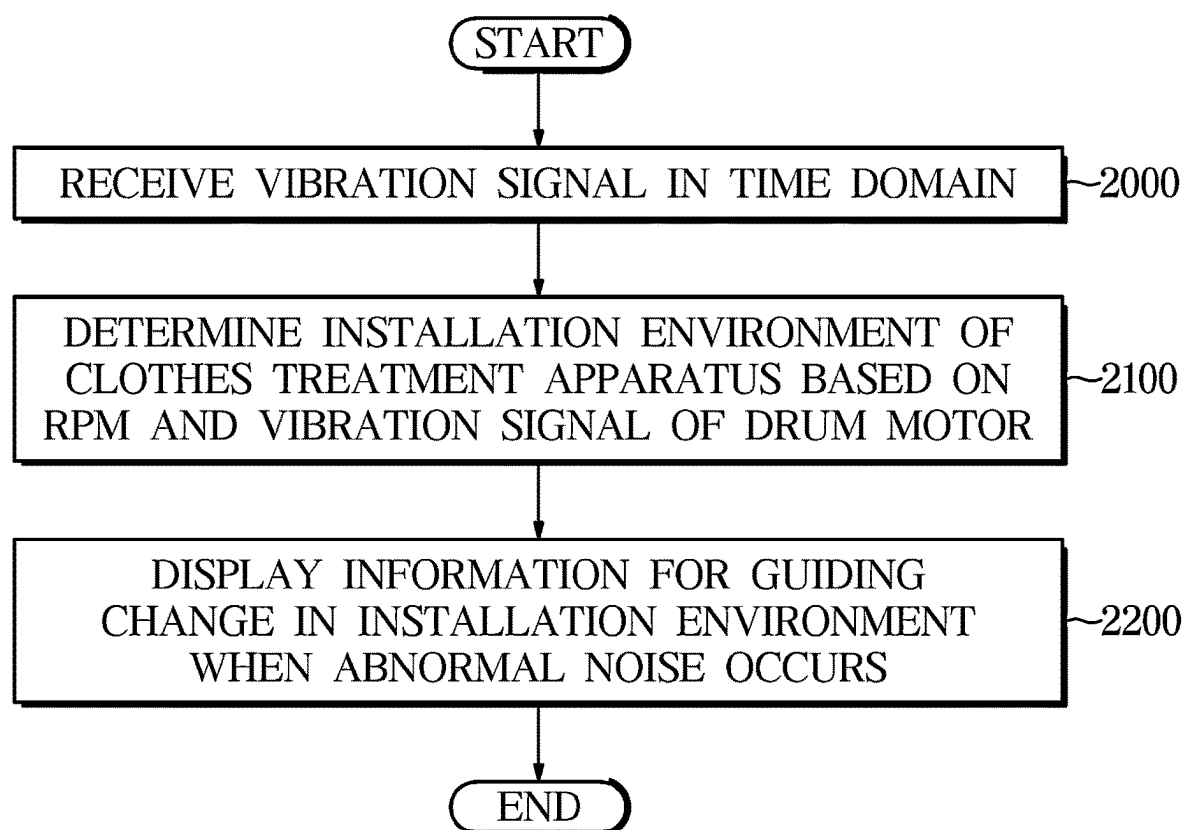 START
RECEIVE VIBRATION SIGNAL IN TIME DOMAIN
2000
DETERMINE INSTALLATION ENVIRONMENT OF
CLOTHES TREATMENT APPARATUS BASED ON
RPM AND VIBRATION SIGNAL OF DRUM MOTOR
2100
DISPLAY INFORMATION FOR GUIDING
CHANGE IN INSTALLATION ENVIRONMENT
WHEN ABNORMAL NOISE OCCURS
2200
END